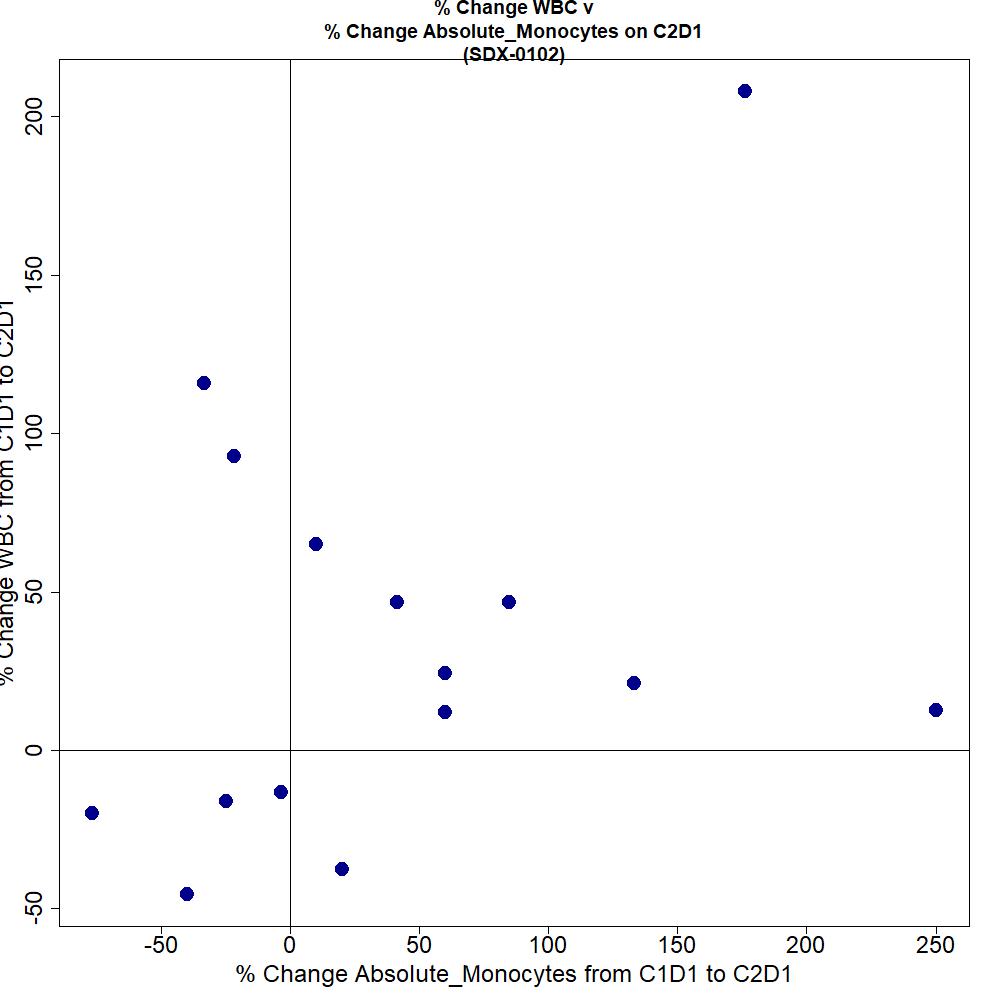 % Change WBC v
% Change Absolute_Monocytes on C2D1
(SDX-0102)
% Change WBC from C1D1 to C2D1
200
150
100
50
0
-50
-50 0 50 100 150 200 250
% Change Absolute_Monocytes from C1D1 to C2D1